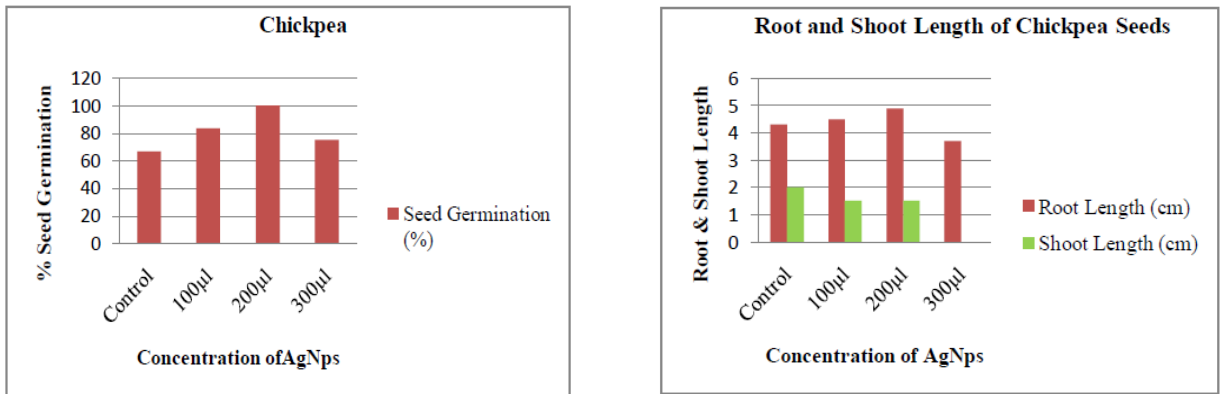 Chickpea
% Seed Germination
120
100
80
60
40
20
0
Control
100µl
200µl
300µl
Seed Germination
(%)
Concentration ofAgNps
Root and Shoot Length of Chickpea Seeds
Root & Shoot Length
6
5
4
3
2
1
0
Control
100µl
200µl
300µl
Root Length (cm)
Shoot Length (cm)
Concentration of AgNps